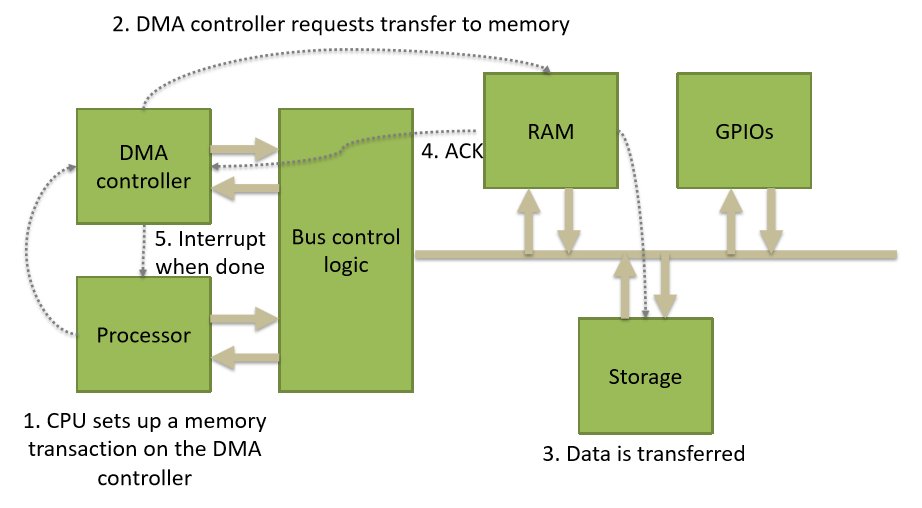 2. DMA controller requests transfer to memory
RAM
GPIOs
DMA
controller
4. ACK
5. Interrupt
when done
Bus control
logic
Processor
Storage
1. CPU sets up a memory
transaction on the DMA
controller
3. Data is transferred